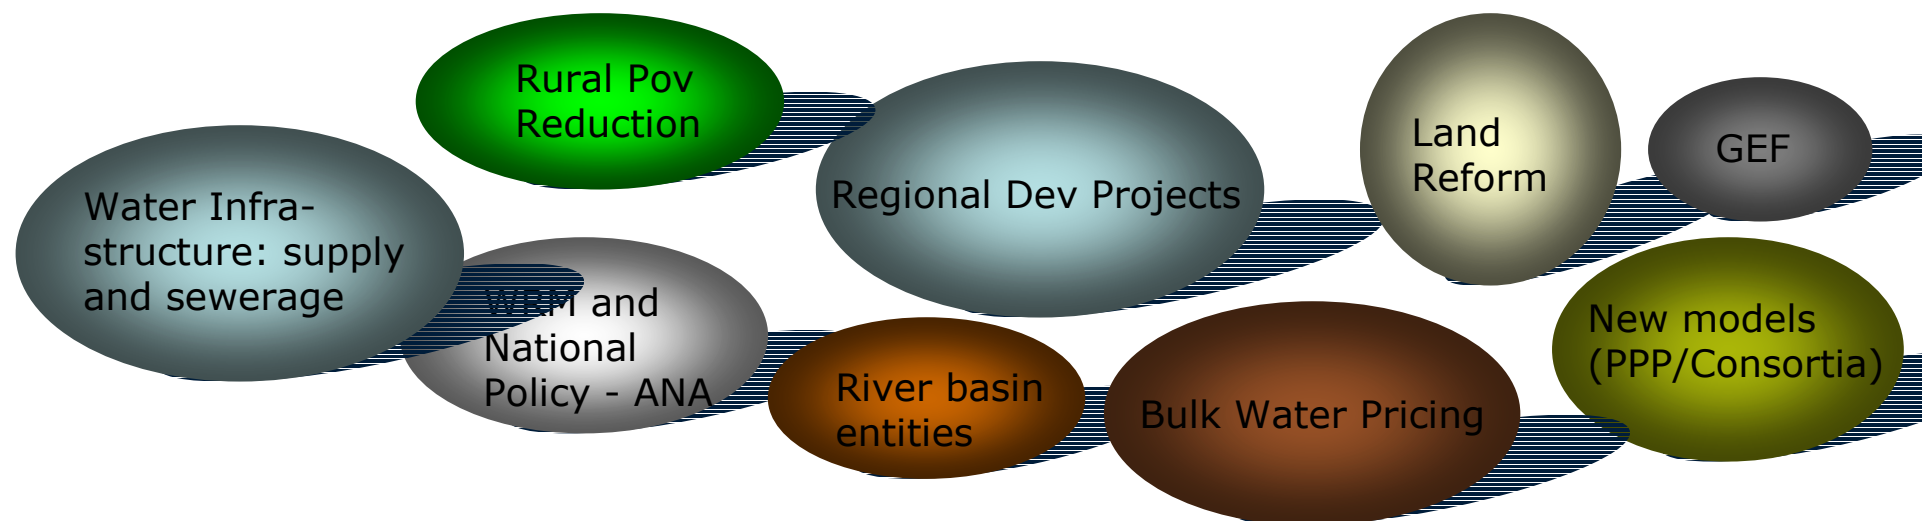 Rural Pov
Reduction
Water Infra-
structure: supply
and sewerage
WRM and
National
Policy - ANA
Regional Dev Projects
River basin
entities
Land
Reform
Bulk Water Pricing
GEF
New models
(PPP/Consortia)